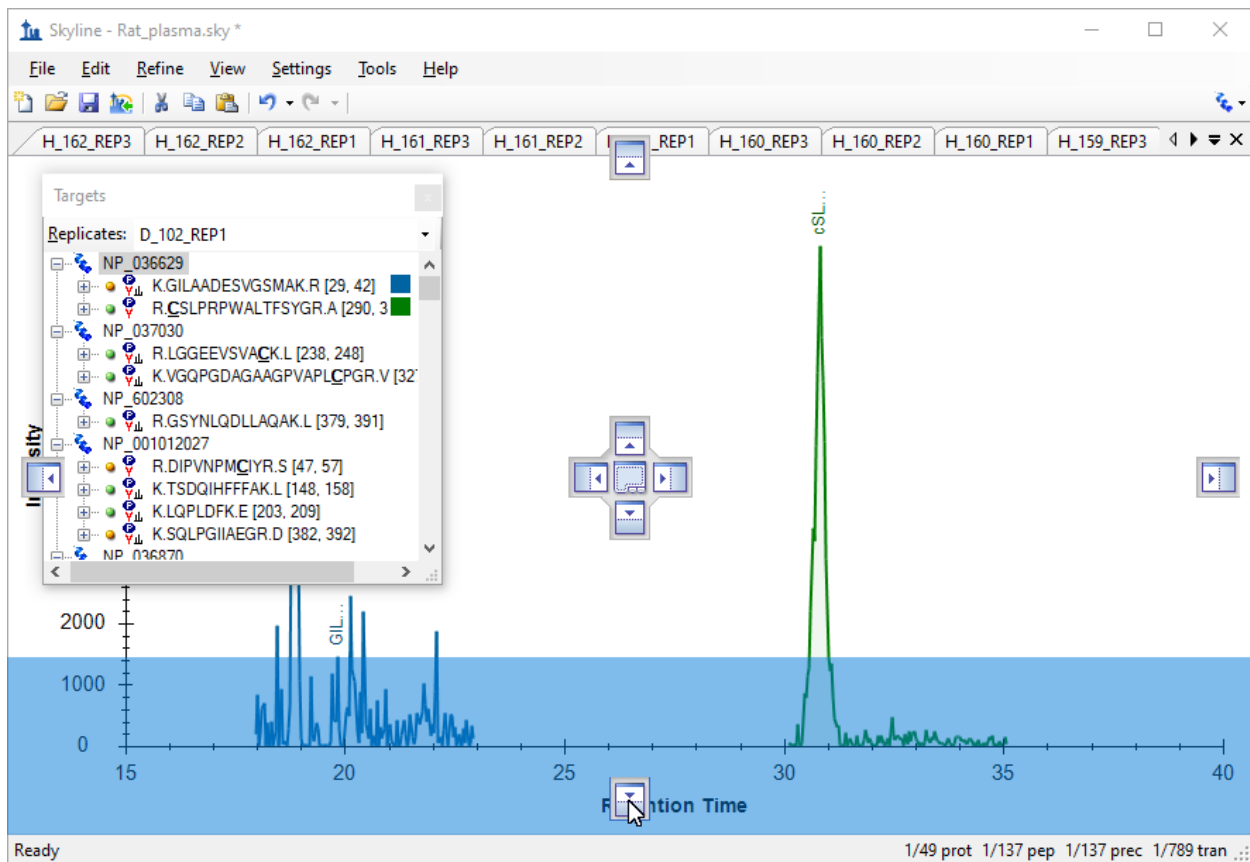 Skyline - Rat_plasma.sky *
File Edit Refine View Settings Tools Help
H_162_REP3 H_162_REP2 H_162_REP1 H_161_REP3 H_161_REP2 _REP1 H_160_REP3 H_160_REP2 H_160_REP1 H_159_REP3
Targets
Replicates: D_102_REP1
NP_036629
K.GILAADESVGSMAK.R [29, 42]
R.CSLPRPWALTFSYGR.A [290, 3
NP_037030
K.LGGEEVSVACK.L [238, 248]
K.VGQPGDAGAAGPVAPLCPGR.V [32
NP_602308
R.GSYNLQDLLAQAK.L [379, 391]
NP_001012027
R.DIPVNPMCIYR.S [47, 57]
K.TSDQIHFFFAK.L [148, 158]
K.LQPLDFK.E [203, 209]
K.SQLPGIIAEGR.D [382, 392]
NP_036870
cSL...
GIL...
2000
1000
0
15 20 25 30 35 40
Time
Ready 1/49 prot 1/137 pep 1/137 prec 1/789 tran